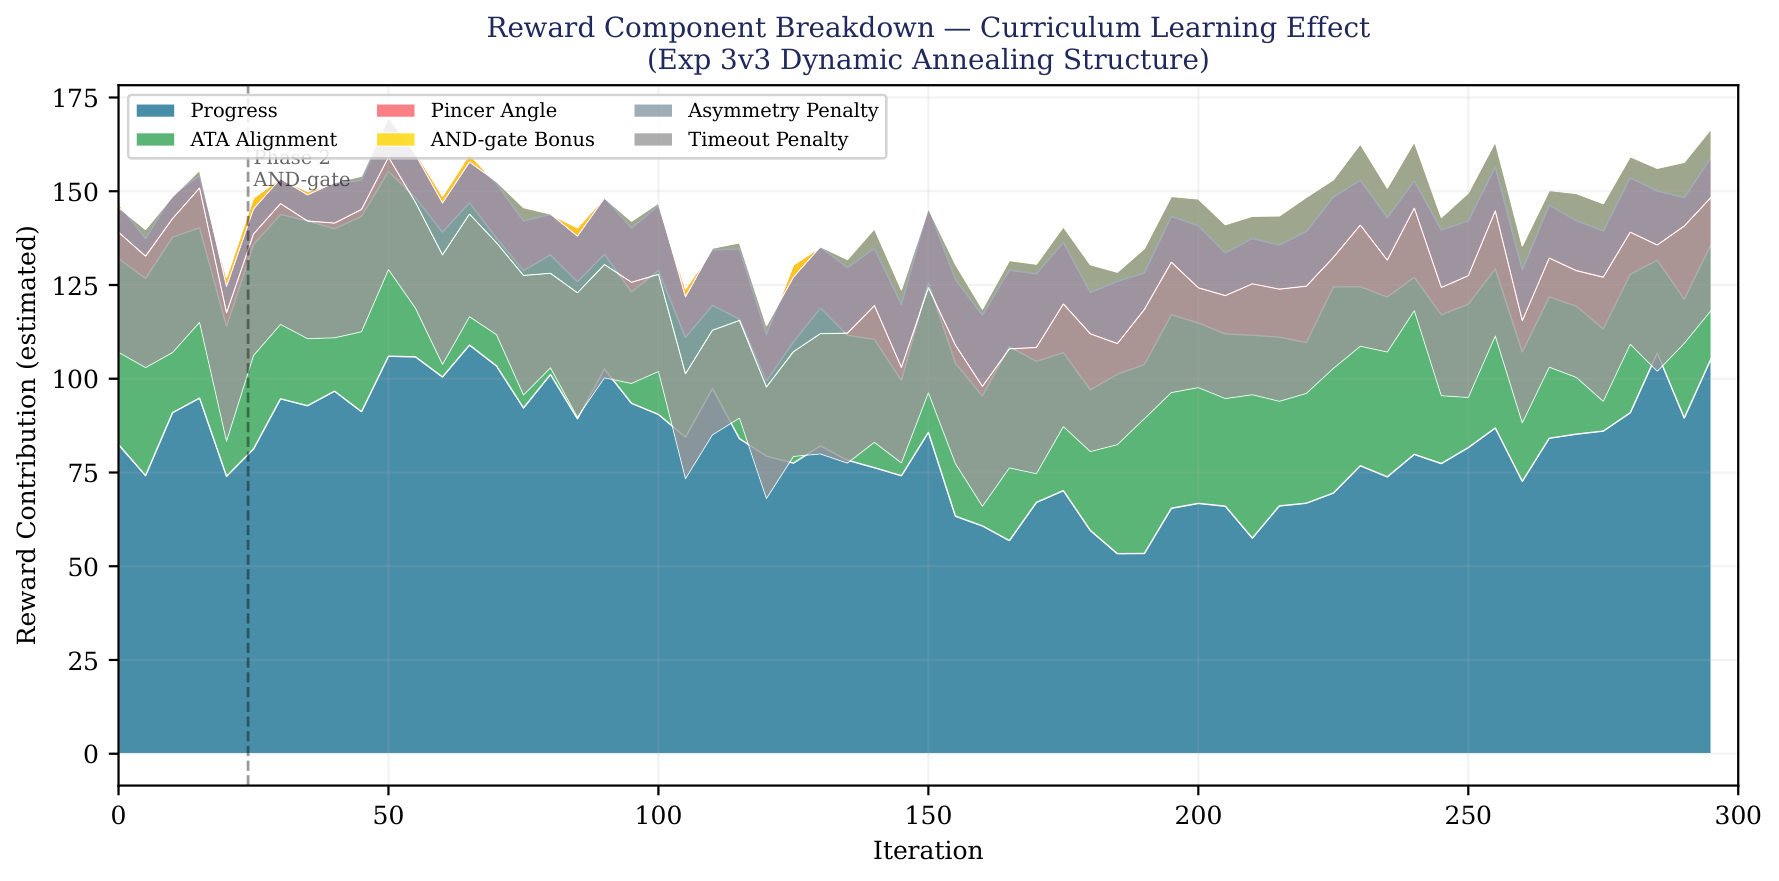 Reward Component Breakdown — Curriculum Learning Effect
(Exp 3v3 Dynamic Annealing Structure)
Progress
ATA Alignment
Pincer Angle
AND-gate Bonus
Asymmetry Penalty
Timeout Penalty
Phase 2
AND-gate
Reward Contribution (estimated)
175
150
125
100
75
50
25
0
0 50 100 150 200 250 300
Iteration